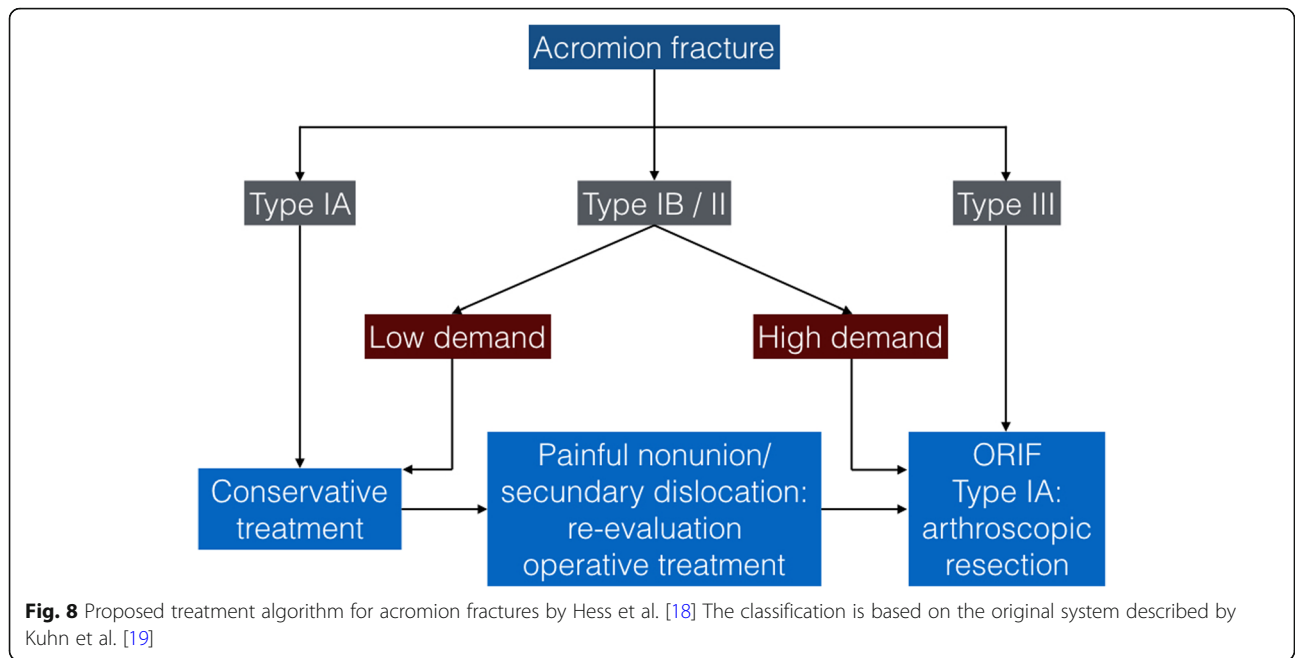 Acromion fracture
Type IA
Type IB / II
Type III
Low demand
High demand
Conservative
treatment
Painful nonunion/
secundary dislocation:
re-evaluation
operative treatment
ORIF
Type IA:
arthroscopic
resection
Fig. 8 Proposed treatment algorithm for acromion fractures by Hess et al. [18] The classification is based on the original system described by
Kuhn et al. [19]